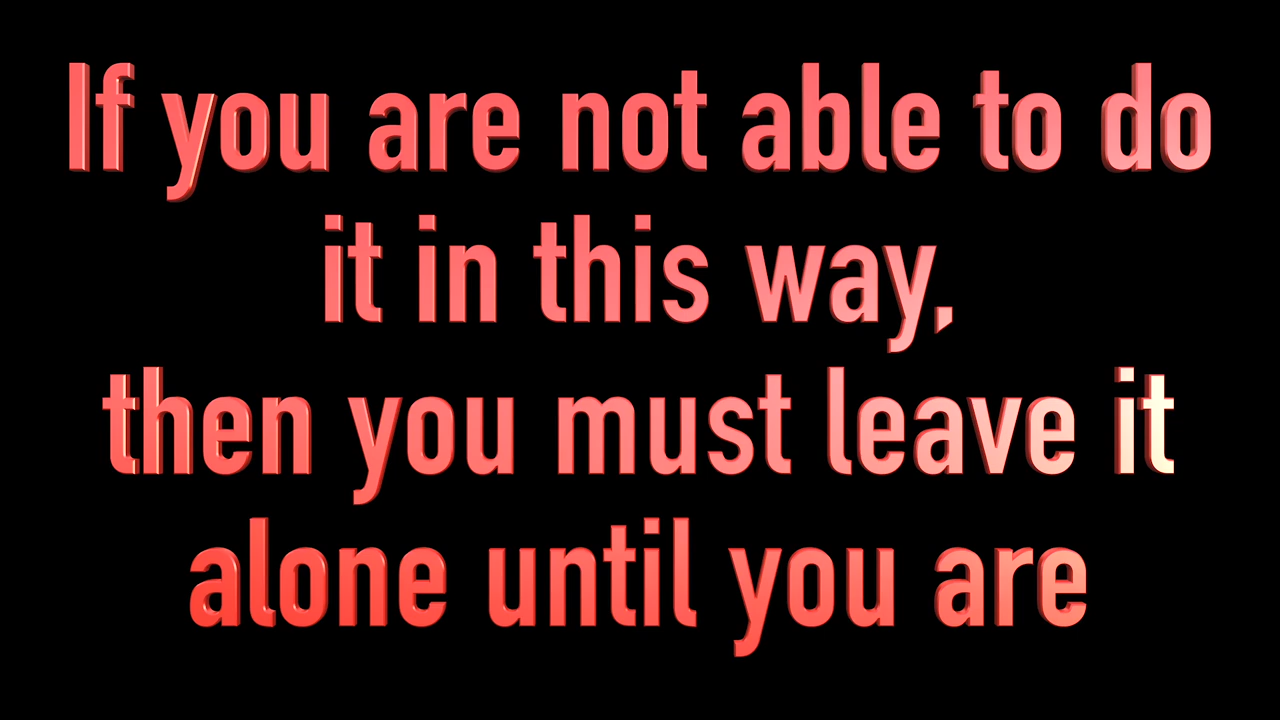 If you are not able to do
it in this way,
then you must leave it
alone until you are